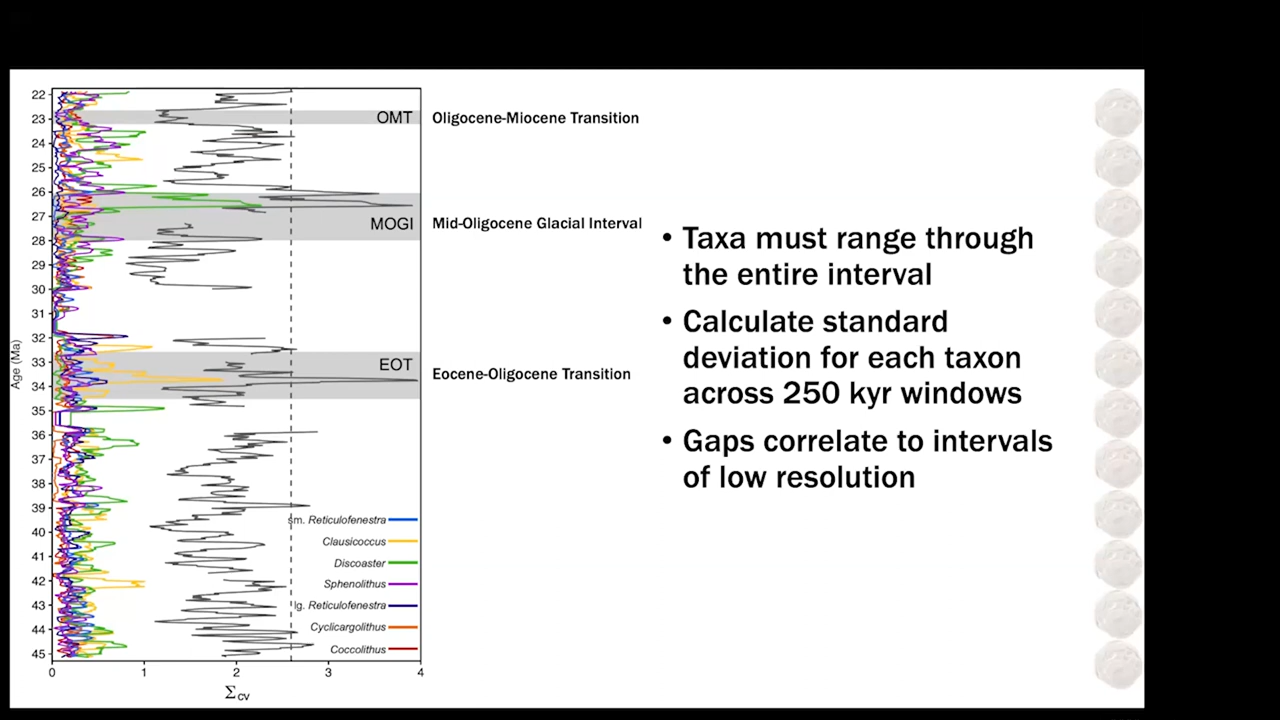 22
23
24
25
26
27
28
29
30
31
32
33
34
35
36
37
38
39
40
41
42
43
44
45
Age (Ma)
0 1 2 3 4
Σcv
OMT
MOGI
EOT
sm. Reticulofenestra
Clausicoccus
Discoaster
Sphenolithus
lg. Reticulofenestra
Cyclicargolithus
Coccolithus
Oligocene-Miocene Transition
Mid-Oligocene Glacial Interval
Eocene-Oligocene Transition
• Taxa must range through
the entire interval
• Calculate standard
deviation for each taxon
across 250 kyr windows
• Gaps correlate to intervals
of low resolution